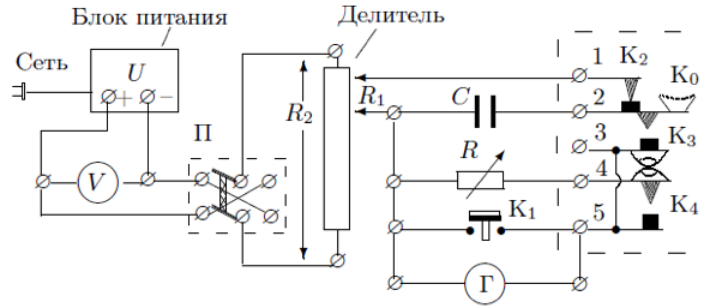 Блок питания
Делитель
Сеть
U
+ −
V
П
R₂
R₁
C
R
K₁
Г
1
2
3
4
5
K₂
K₀
K₃
K₄